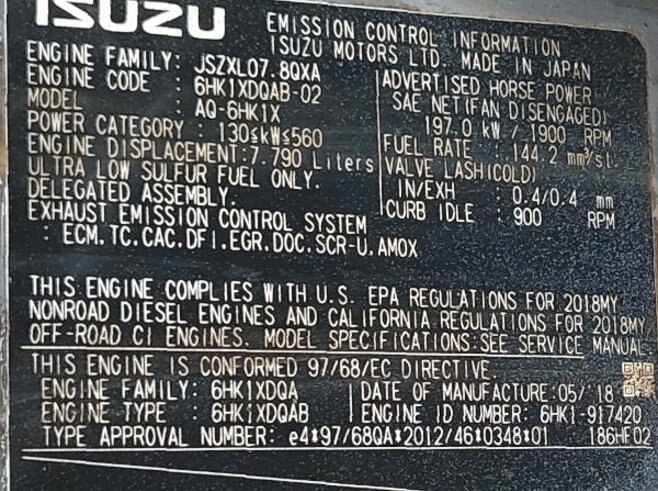 ISUZU EMISSION CONTROL INFORMATION
ISUZU MOTORS LTD. MADE IN JAPAN
ENGINE FAMILY: JSZXL07.8QXA
ENGINE CODE : 6HK1XDQAB-02
MODEL : AQ-6HK1X
POWER CATEGORY : 130≤kW≤560
ENGINE DISPLACEMENT:7.790 Liters
ULTRA LOW SULFUR FUEL ONLY.
DELEGATED ASSEMBLY.
EXHAUST EMISSION CONTROL SYSTEM
: ECM.TC.CAC.DFI.EGR.DOC.SCR-U.AMOX
ADVERTISED HORSE POWER
SAE NET(FAN DISENGAGED)
197.0 kW / 1900 RPM
FUEL RATE : 144.2 mm³/st.
VALVE LASH(COLD)
IN/EXH : 0.4/0.4 mm
CURB IDLE : 900 RPM
THIS ENGINE COMPLIES WITH U.S. EPA REGULATIONS FOR 2018MY
NONROAD DIESEL ENGINES AND CALIFORNIA REGULATIONS FOR 2018MY
OFF-ROAD CI ENGINES. MODEL SPECIFICATIONS:SEE SERVICE MANUAL.
THIS ENGINE IS CONFORMED 97/68/EC DIRECTIVE.
ENGINE FAMILY: 6HK1XDQA
ENGINE TYPE : 6HK1XDQAB
DATE OF MANUFACTURE:05/'18
ENGINE ID NUMBER: 6HK1-917420
TYPE APPROVAL NUMBER: e4*97/68QA*2012/46*0348*01 186HF02